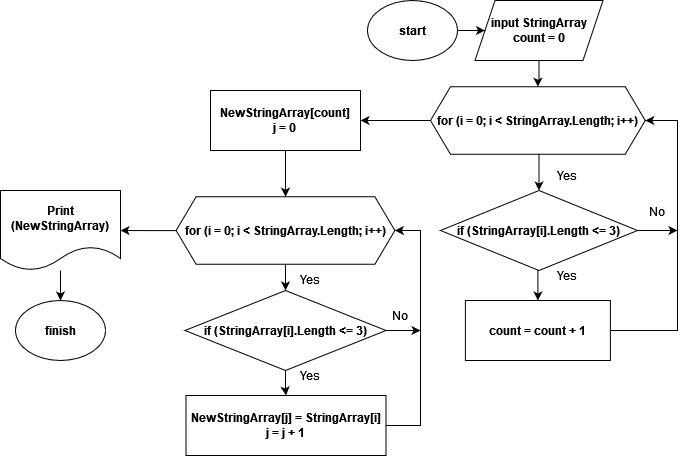 start
input StringArray
count = 0
for (i = 0; i < StringArray.Length; i++)
Yes
if (StringArray[i].Length <= 3)
No
Yes
count = count + 1
NewStringArray[count]
j = 0
for (i = 0; i < StringArray.Length; i++)
Yes
if (StringArray[i].Length <= 3)
No
Yes
NewStringArray[j] = StringArray[i]
j = j + 1
Print
(NewStringArray)
finish